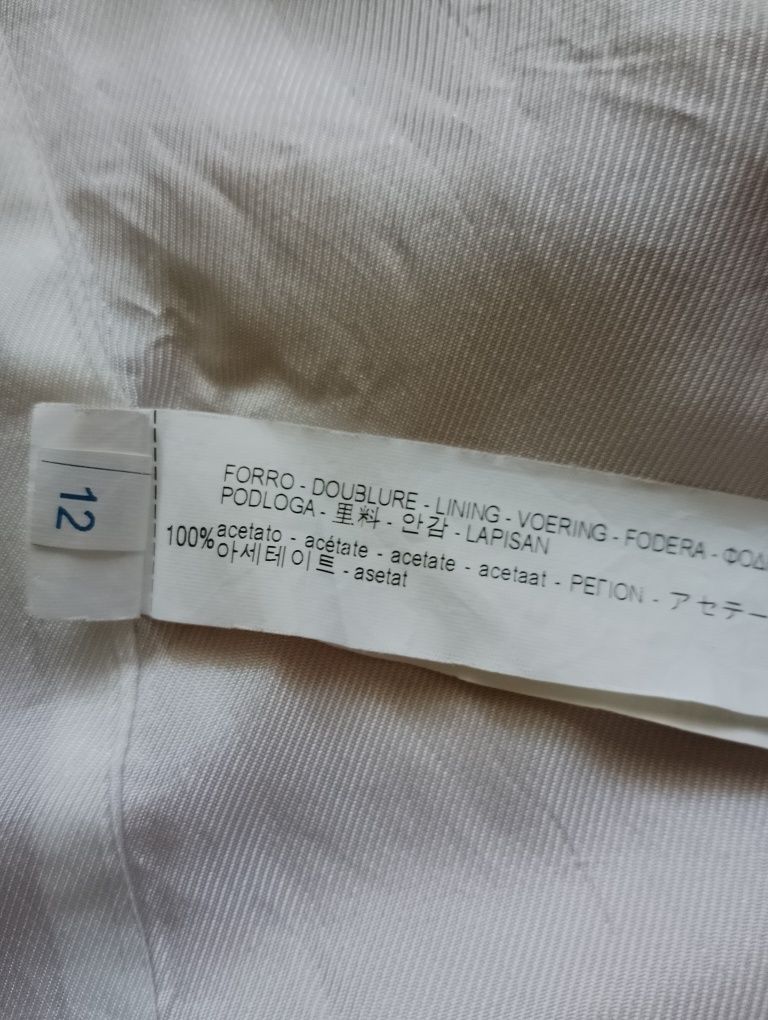 FORRO - DOUBLURE - LINING - VOERING - FODERA -
PODLOGA - 里料 - 안감 - LAPISAN
100% acetato - acétate - acetate - acetaat - ΡΕΓΙΟΝ - アセテー
아세테이트 - asetat
12